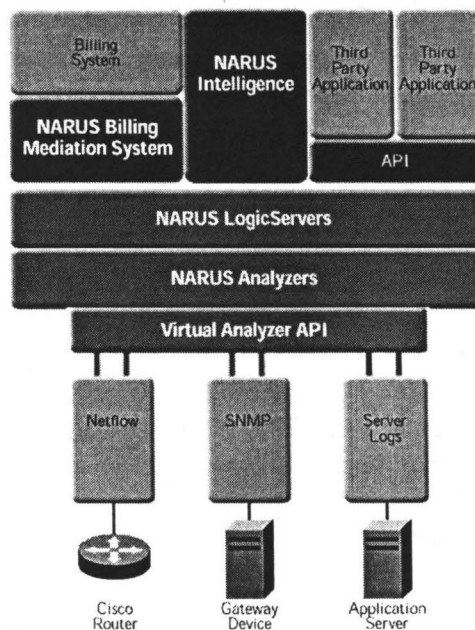 Billing
System
NARUS
Intelligence
Third
Party
Application
Third
Party
Application
NARUS Billing
Mediation System
API
NARUS LogicServers
NARUS Analyzers
Virtual Analyzer API
Netflow
SNMP
Server
Logs
Cisco
Router
Gateway
Device
Application
Server